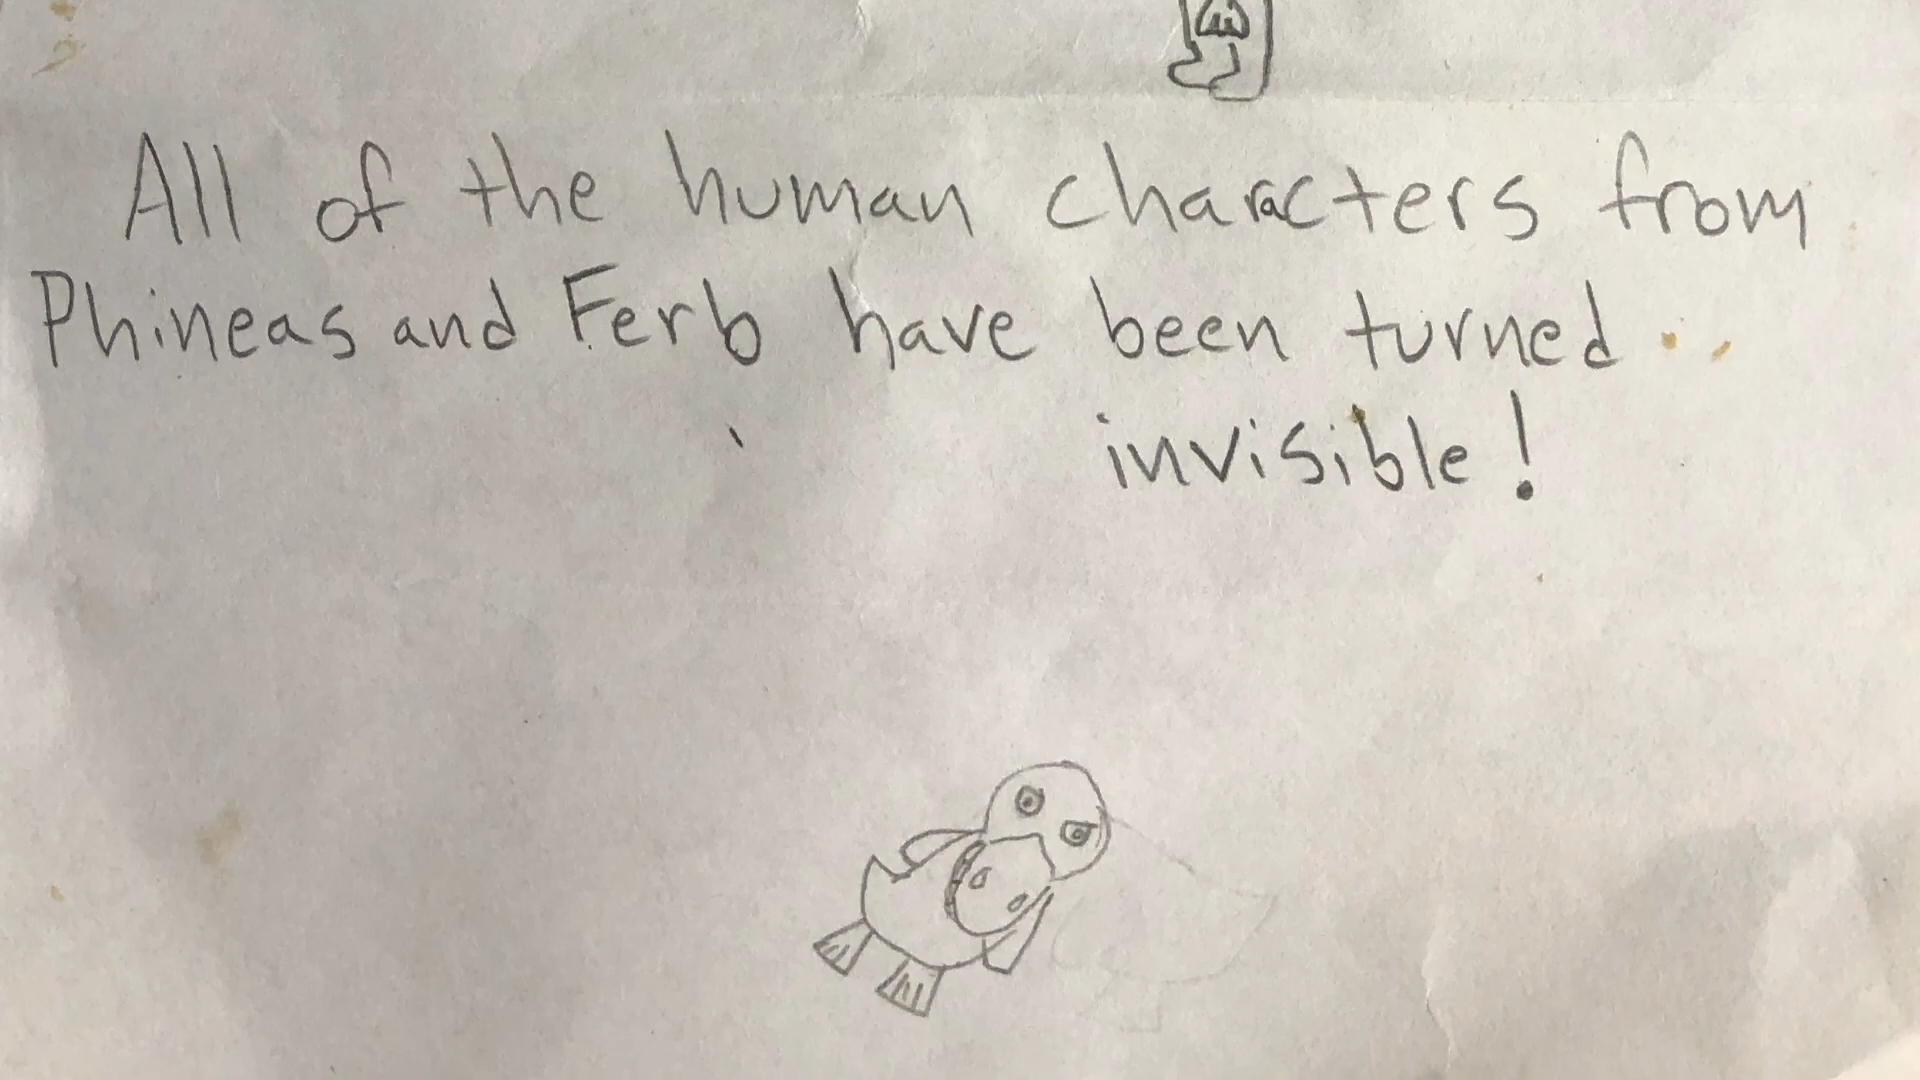 All of the human characters from
Phineas and Ferb have been turned
invisible!